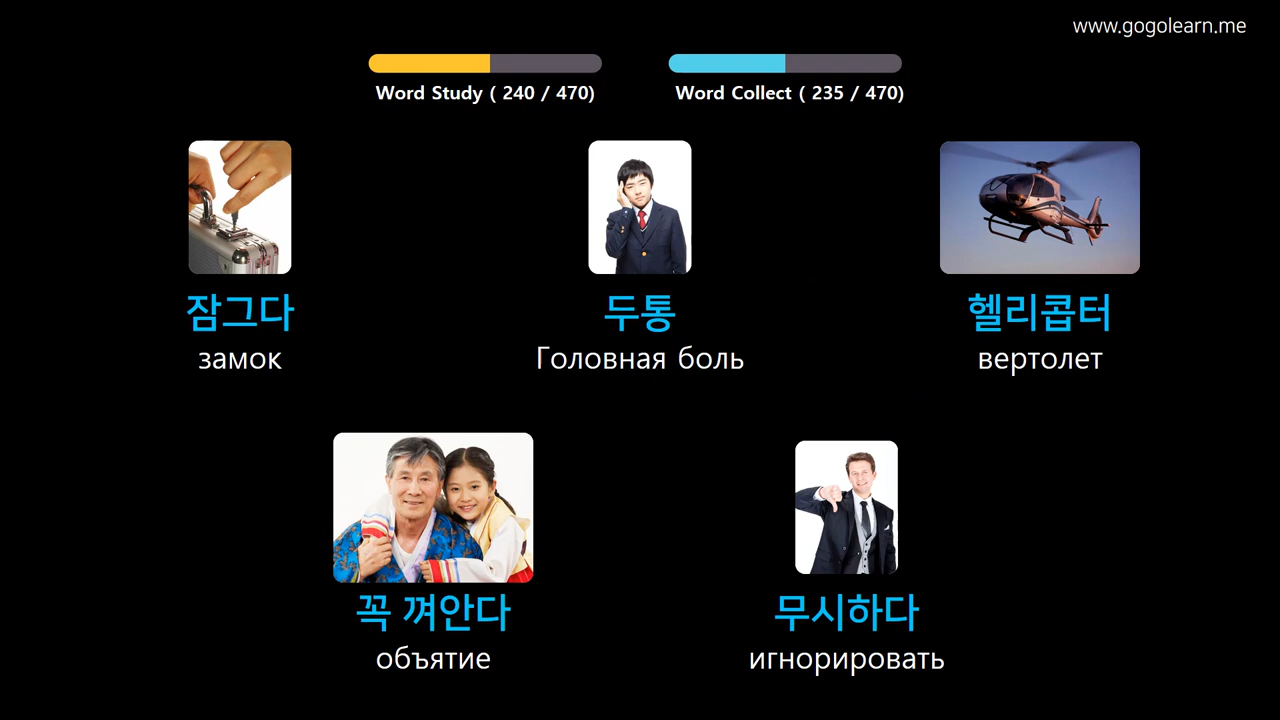 www.gogolearn.me
Word Study ( 240 / 470)
Word Collect ( 235 / 470)
잠그다
замок
두통
Головная боль
헬리콥터
вертолет
꼭 껴안다
объятие
무시하다
игнорировать